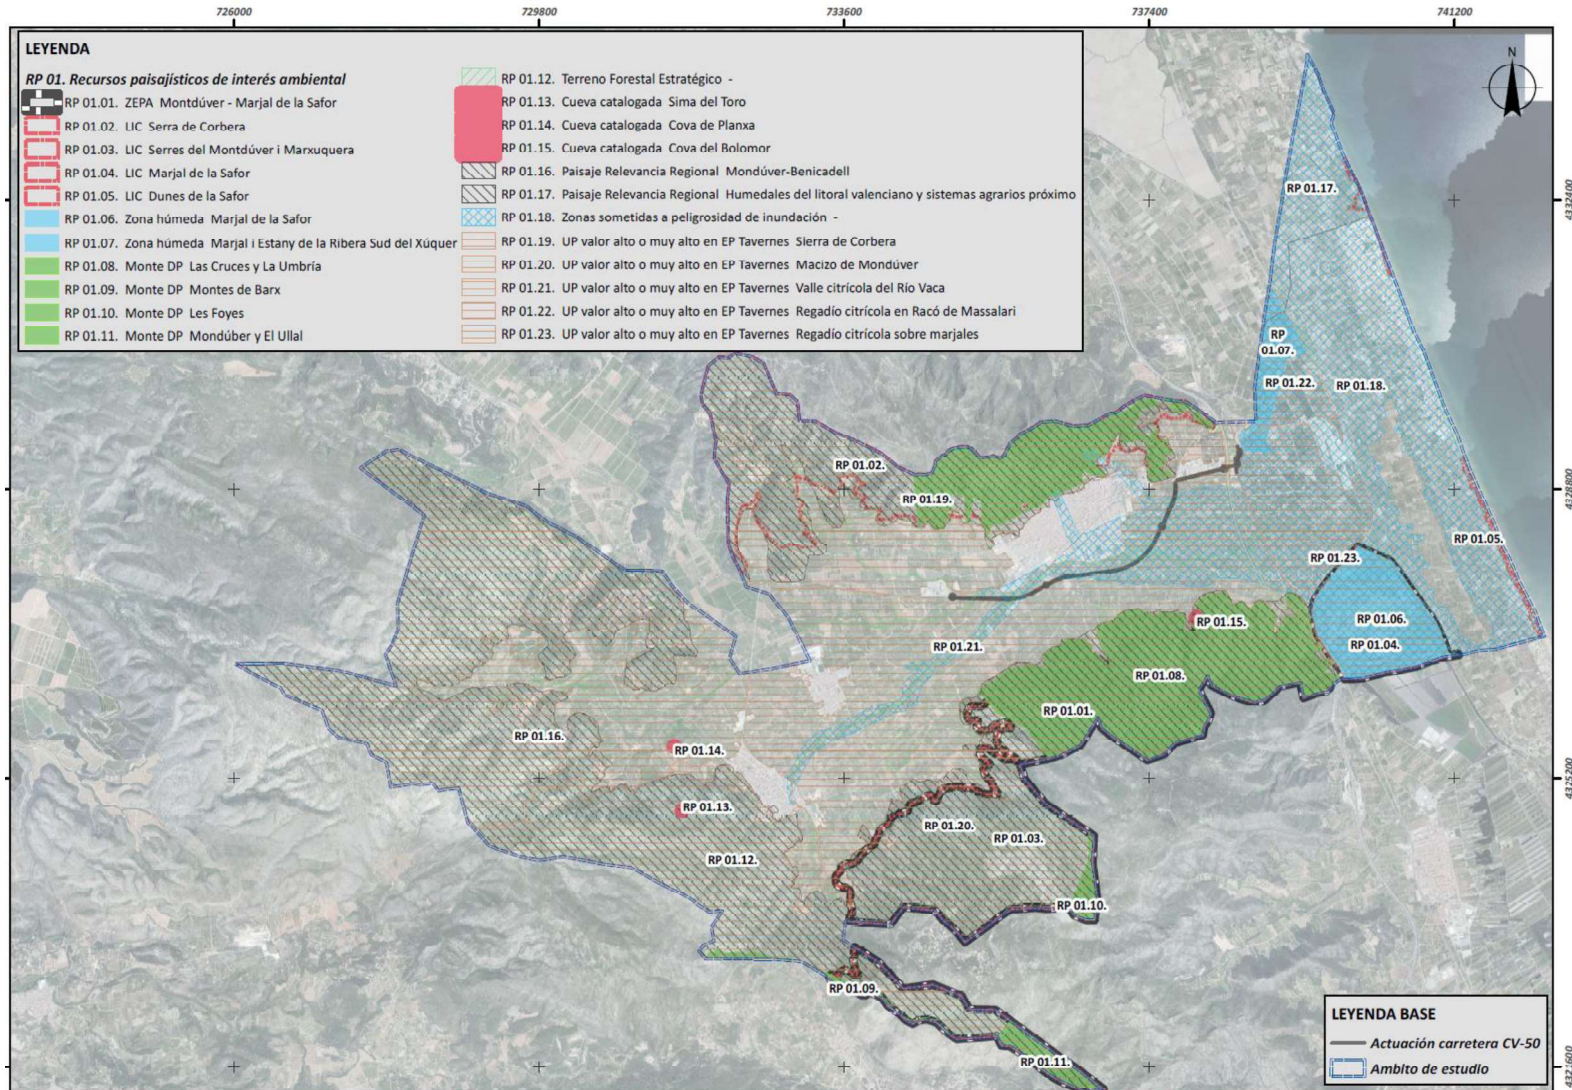 726000 729800 733600 737400 741200
LEYENDA
RP 01. Recursos paisajísticos de interés ambiental
RP 01.01. ZEPA Montdúver - Marjal de la Safor
RP 01.02. LIC Serra de Corbera
RP 01.03. LIC Serres del Montdúver i Marxuquera
RP 01.04. LIC Marjal de la Safor
RP 01.05. LIC Dunes de la Safor
RP 01.06. Zona húmeda Marjal de la Safor
RP 01.07. Zona húmeda Marjal i Estany de la Ribera Sud del Xúquer
RP 01.08. Monte DP Las Cruces y La Umbría
RP 01.09. Monte DP Montes de Barx
RP 01.10. Monte DP Les Foyes
RP 01.11. Monte DP Mondúber y El Ullal
RP 01.12. Terreno Forestal Estratégico -
RP 01.13. Cueva catalogada Sima del Toro
RP 01.14. Cueva catalogada Cova de Planxa
RP 01.15. Cueva catalogada Cova del Bolomor
RP 01.16. Paisaje Relevancia Regional Mondúver-Benicadell
RP 01.17. Paisaje Relevancia Regional Humedales del litoral valenciano y sistemas agrarios próximo
RP 01.18. Zonas sometidas a peligrosidad de inundación -
RP 01.19. UP valor alto o muy alto en EP Tavernes Sierra de Corbera
RP 01.20. UP valor alto o muy alto en EP Tavernes Macizo de Mondúver
RP 01.21. UP valor alto o muy alto en EP Tavernes Valle citrícola del Río Vaca
RP 01.22. UP valor alto o muy alto en EP Tavernes Regadío citrícola en Racó de Massalari
RP 01.23. UP valor alto o muy alto en EP Tavernes Regadío citrícola sobre marjales
N
4332400
RP 01.17.
RP
01.07.
RP 01.22.
RP 01.18.
RP 01.02.
RP 01.19.
4328800
RP 01.05.
RP 01.23.
RP 01.06.
RP 01.15.
RP 01.04.
RP 01.21.
RP 01.08.
RP 01.01.
RP 01.16.
RP 01.14.
4325200
RP 01.13.
RP 01.20.
RP 01.03.
RP 01.12.
RP 01.10.
RP 01.09.
RP 01.11.
4321600
LEYENDA BASE
Actuación carretera CV-50
Ambito de estudio